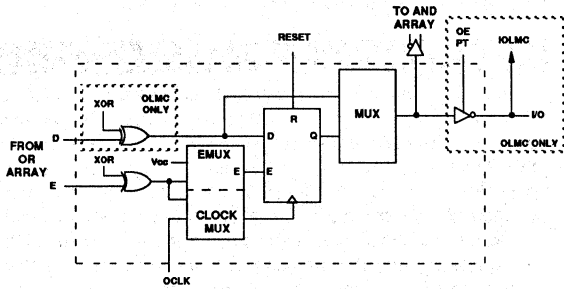 TO AND
ARRAY
OE
PT
IOLMC
RESET
OLMC
ONLY
XOR
MUX
R
D
D
Q
I/O
FROM
OR
ARRAY
EMUX
OLMC ONLY
XOR
Vcc
E
E
E
CLOCK
MUX
OCLK